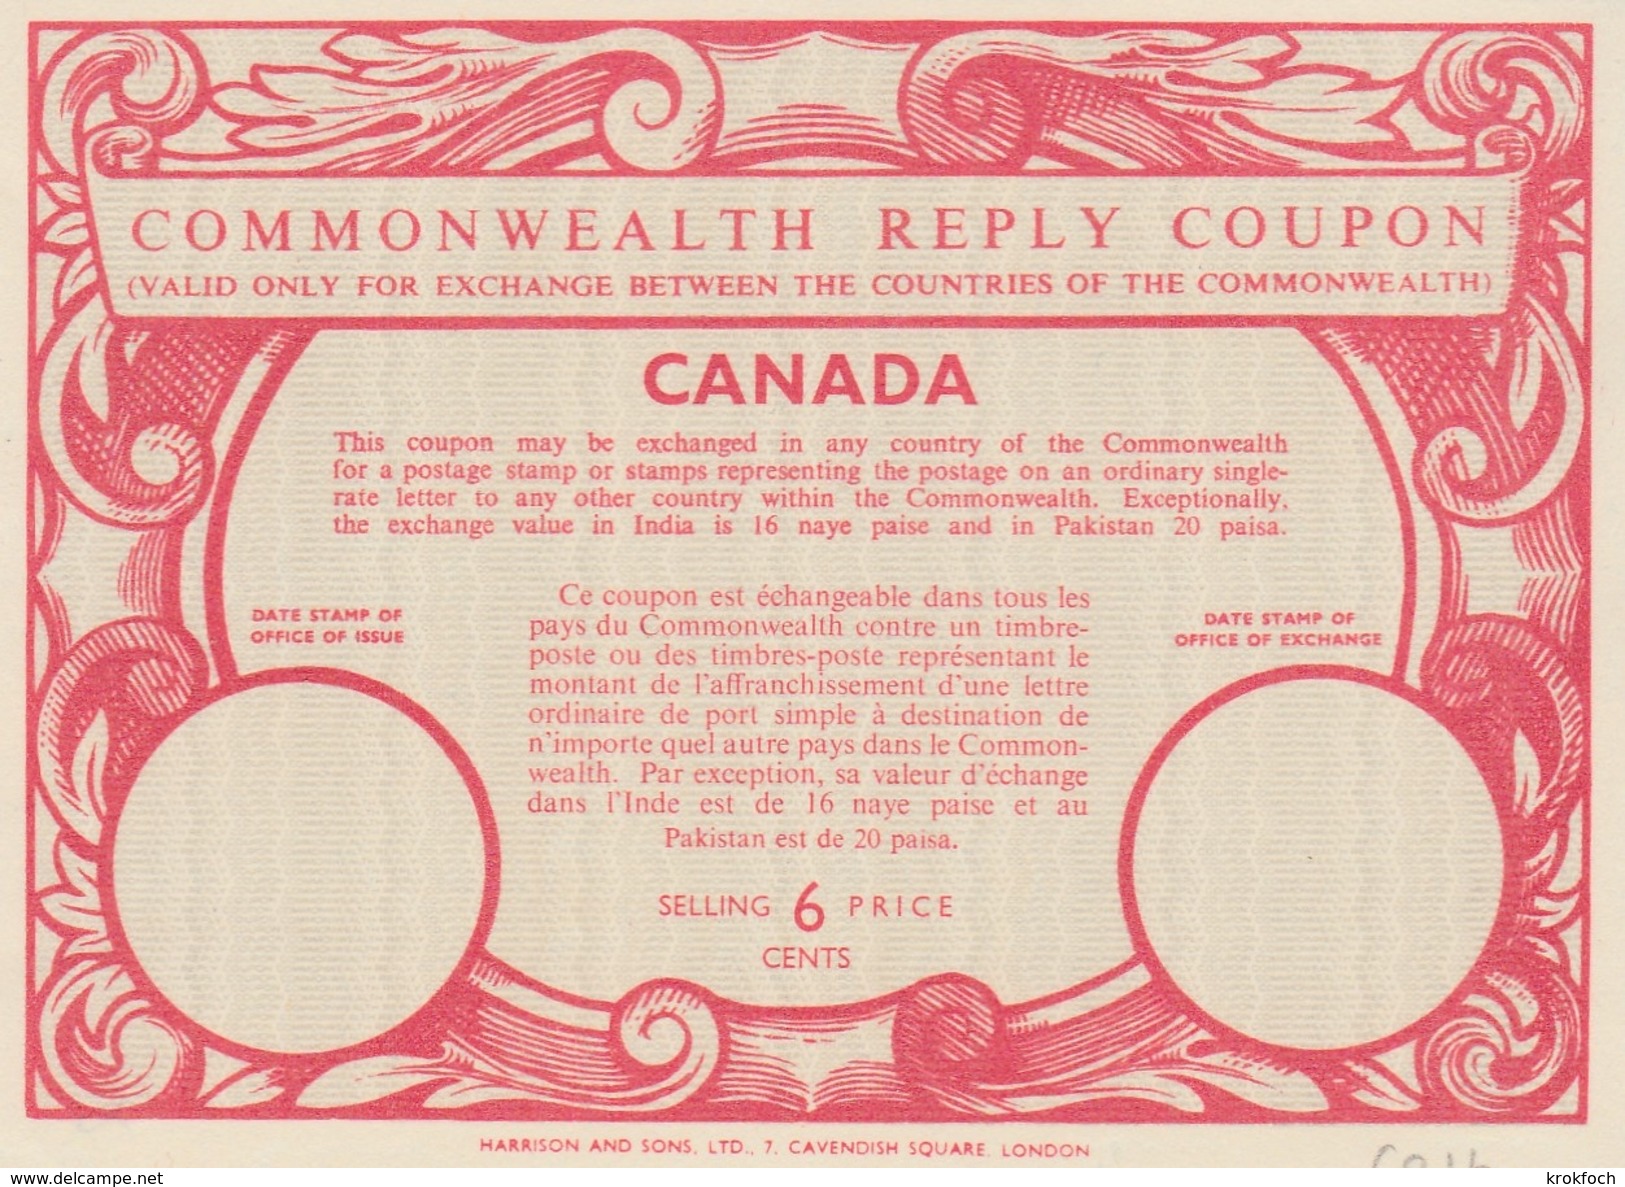 COMMONWEALTH REPLY COUPON
(VALID ONLY FOR EXCHANGE BETWEEN THE COUNTRIES OF THE COMMONWEALTH)
CANADA
This coupon may be exchanged in any country of the Commonwealth
for a postage stamp or stamps representing the postage on an ordinary single-
rate letter to any other country within the Commonwealth. Exceptionally,
the exchange value in India is 16 naye paise and in Pakistan 20 paisa.
DATE STAMP OF
OFFICE OF ISSUE
Ce coupon est échangeable dans tous les
pays du Commonwealth contre un timbre-
poste ou des timbres-poste représentant le
montant de l'affranchissement d'une lettre
ordinaire de port simple à destination de
n'importe quel autre pays dans le Common-
wealth. Par exception, sa valeur d'échange
dans l'Inde est de 16 naye paise et au
Pakistan est de 20 paisa.
DATE STAMP OF
OFFICE OF EXCHANGE
SELLING 6 PRICE
CENTS
HARRISON AND SONS, LTD., 7, CAVENDISH SQUARE, LONDON
www.delcampe.net
krokfoch